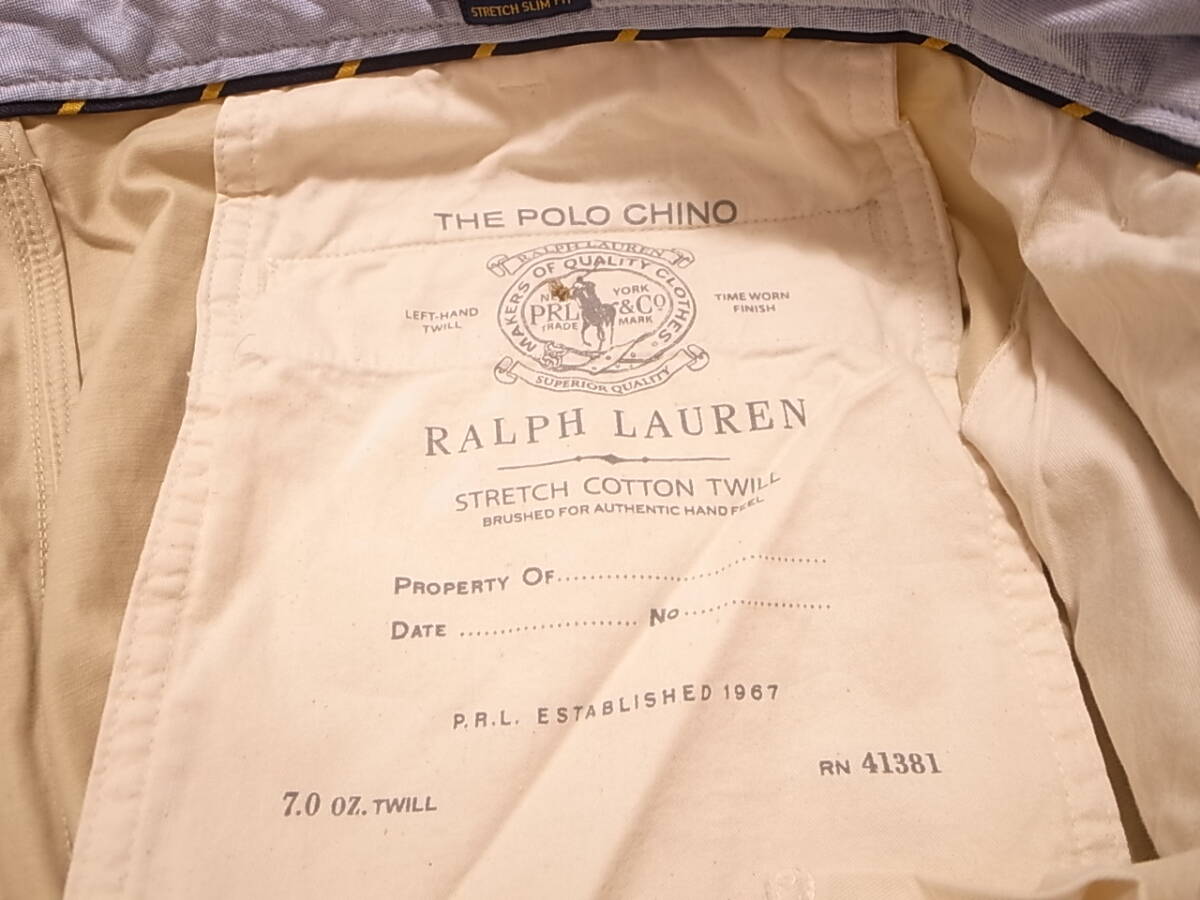 STRETCH SLIM FIT
THE POLO CHINO
RALPH LAUREN
MAKERS OF QUALITY CLOTHES
YORK
PRL &Co
TRADE MARK
SUPERIOR QUALITY
LEFT-HAND
TWILL
TIME WORN
FINISH
RALPH LAUREN
STRETCH COTTON TWILL
BRUSHED FOR AUTHENTIC HAND FEEL
PROPERTY OF
DATE No
P.R.L. ESTABLISHED 1967
RN 41381
7.0 OZ. TWILL